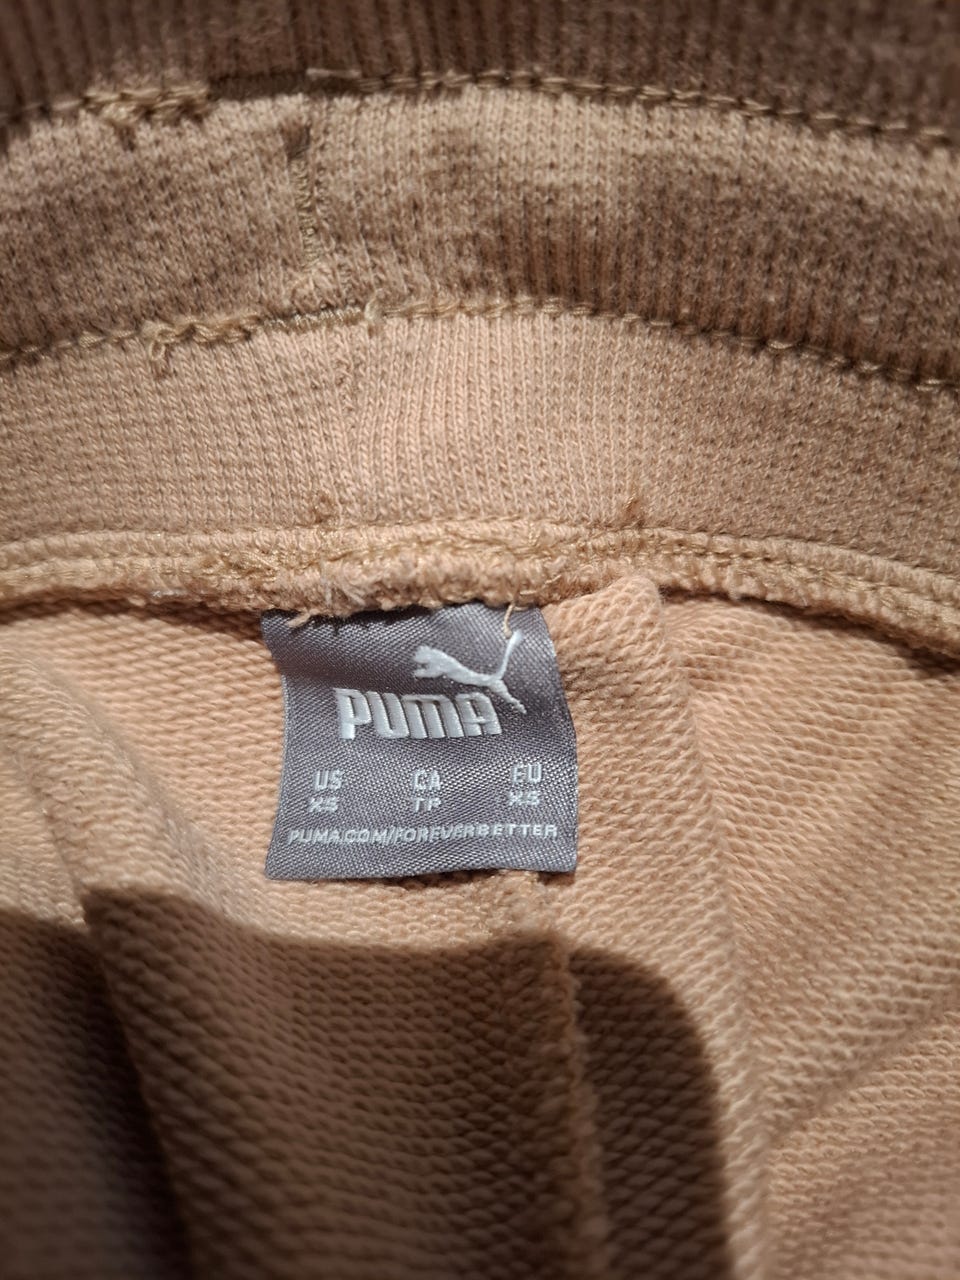 PUMA
US CA EU
XS TP XS
PUMA.COM/FOREVERBETTER